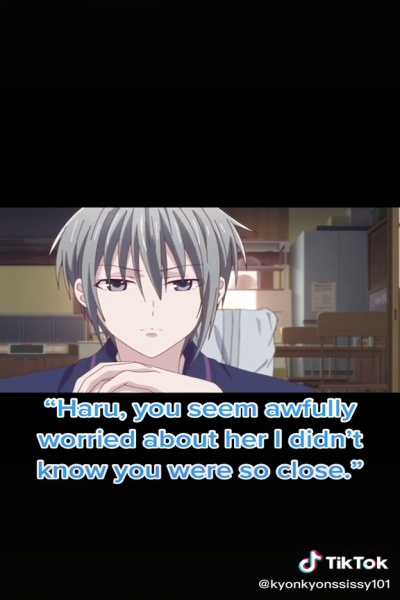 “Haru, you seem awfully
worried about her I didn’t
know you were so close.”
TikTok
@kyonkyonssissy101